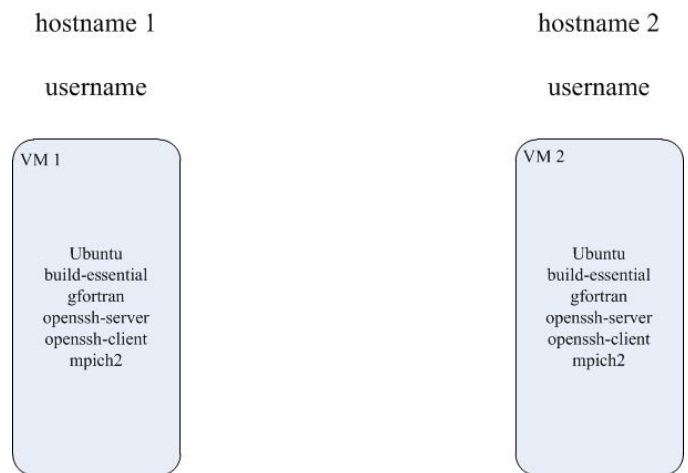 hostname 1
username
VM 1
Ubuntu
build-essential
gfortran
openssh-server
openssh-client
mpich2
hostname 2
username
VM 2
Ubuntu
build-essential
gfortran
openssh-server
openssh-client
mpich2